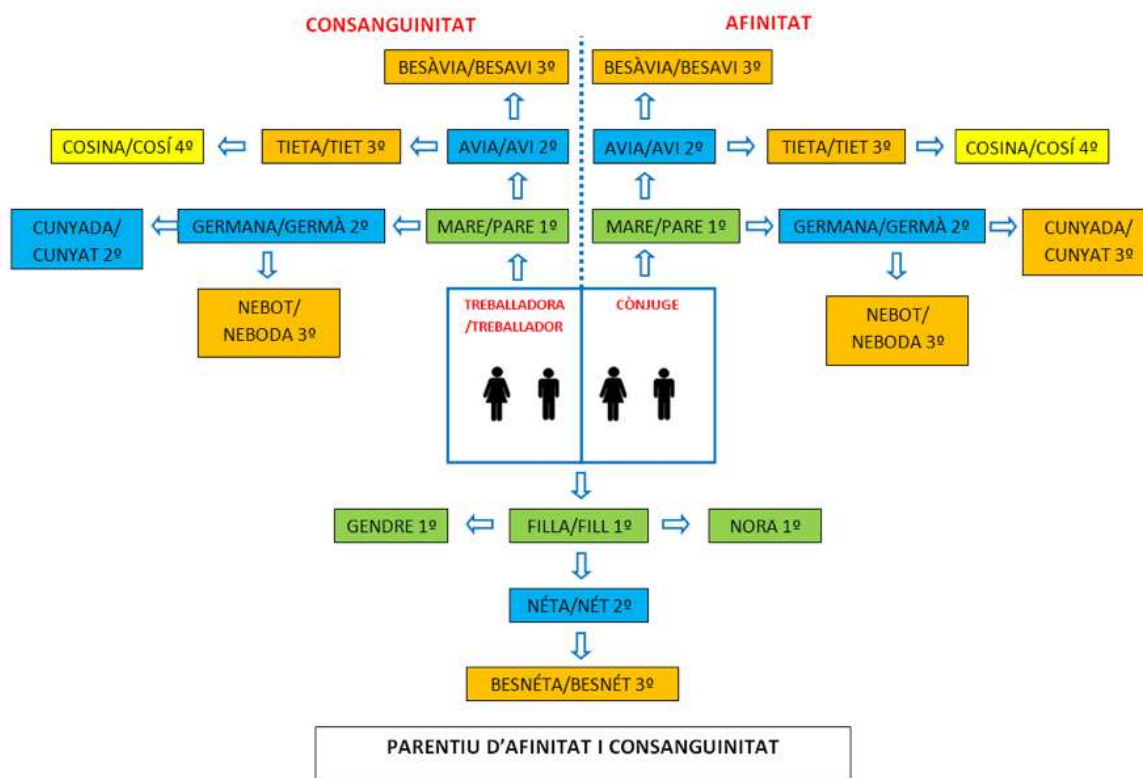 CONSANGUINITAT
AFINITAT
BESÀVIA/BESAVI 3º
BESÀVIA/BESAVI 3º
COSINA/COSÍ 4º
TIETA/TIET 3º
AVIA/AVI 2º
AVIA/AVI 2º
TIETA/TIET 3º
COSINA/COSÍ 4º
CUNYADA/
CUNYAT 2º
GERMANA/GERMÀ 2º
MARE/PARE 1º
MARE/PARE 1º
GERMANA/GERMÀ 2º
CUNYADA/
CUNYAT 3º
NEBOT/
NEBODA 3º
TREBALLADORA
/TREBALLADOR
CÒNJUGE
NEBOT/
NEBODA 3º
GENDRE 1º
FILLA/FILL 1º
NORA 1º
NÉTA/NÉT 2º
BESNÉTA/BESNÉT 3º
PARENTIU D’AFINITAT I CONSANGUINITAT